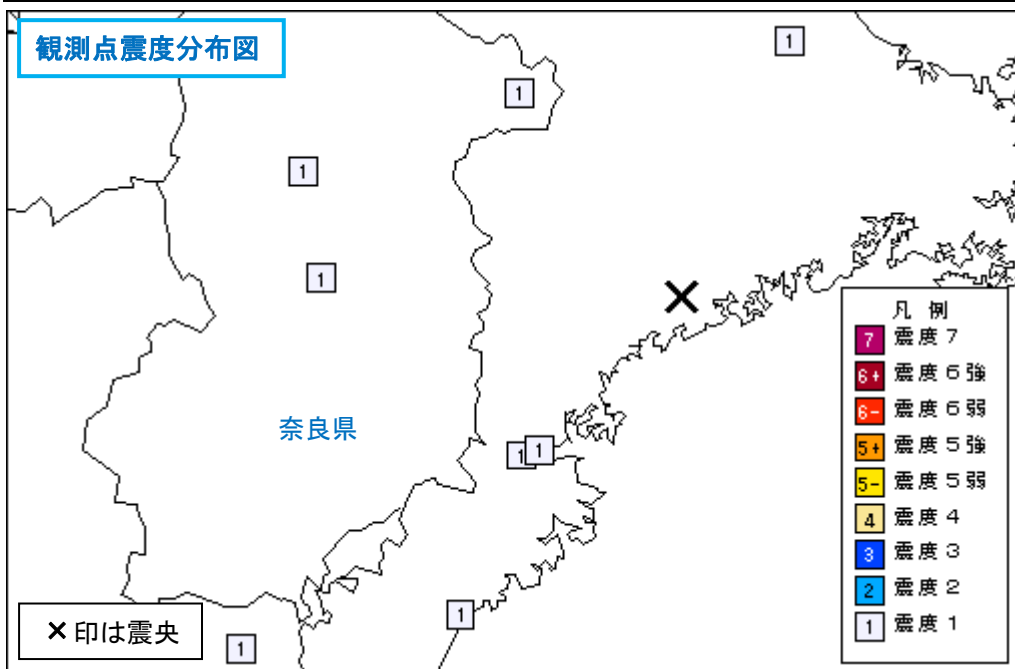 観測点震度分布図
1
1
1
1
奈良県
1
1
1
1
×印は震央
凡 例
7 震度7
6+ 震度6強
6- 震度6弱
5+ 震度5強
5- 震度5弱
4 震度4
3 震度3
2 震度2
1 震度1